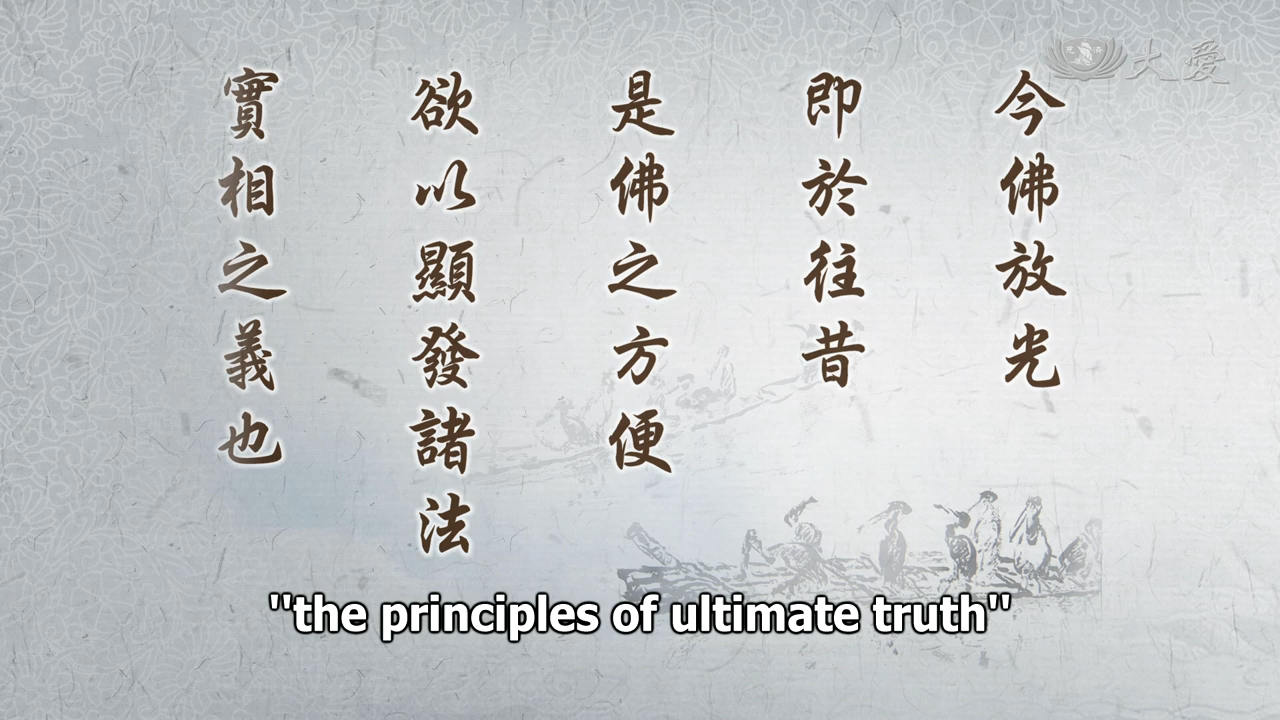 大愛
今佛放光
即於往昔
是佛之方便
欲以顯發諸法
實相之義也
"the principles of ultimate truth"